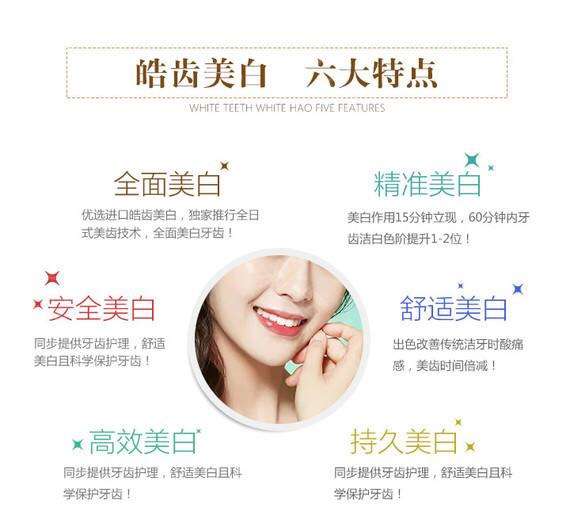 皓齿美白 六大特点
WHITE TEETH WHITE HAO FIVE FEATURES
全面美白
优选进口皓齿美白，独家推行全日
式美齿技术，全面美白牙齿！
精准美白
美白作用15分钟立现，60分钟内牙
齿洁白色阶提升1-2位！
安全美白
同步提供牙齿护理，舒适
美白且科学保护牙齿！
舒适美白
出色改善传统洁牙时酸痛
感，美齿时间倍减！
高效美白
同步提供牙齿护理，舒适美白且科
学保护牙齿！
持久美白
同步提供牙齿护理，舒适美白且科
学保护牙齿！